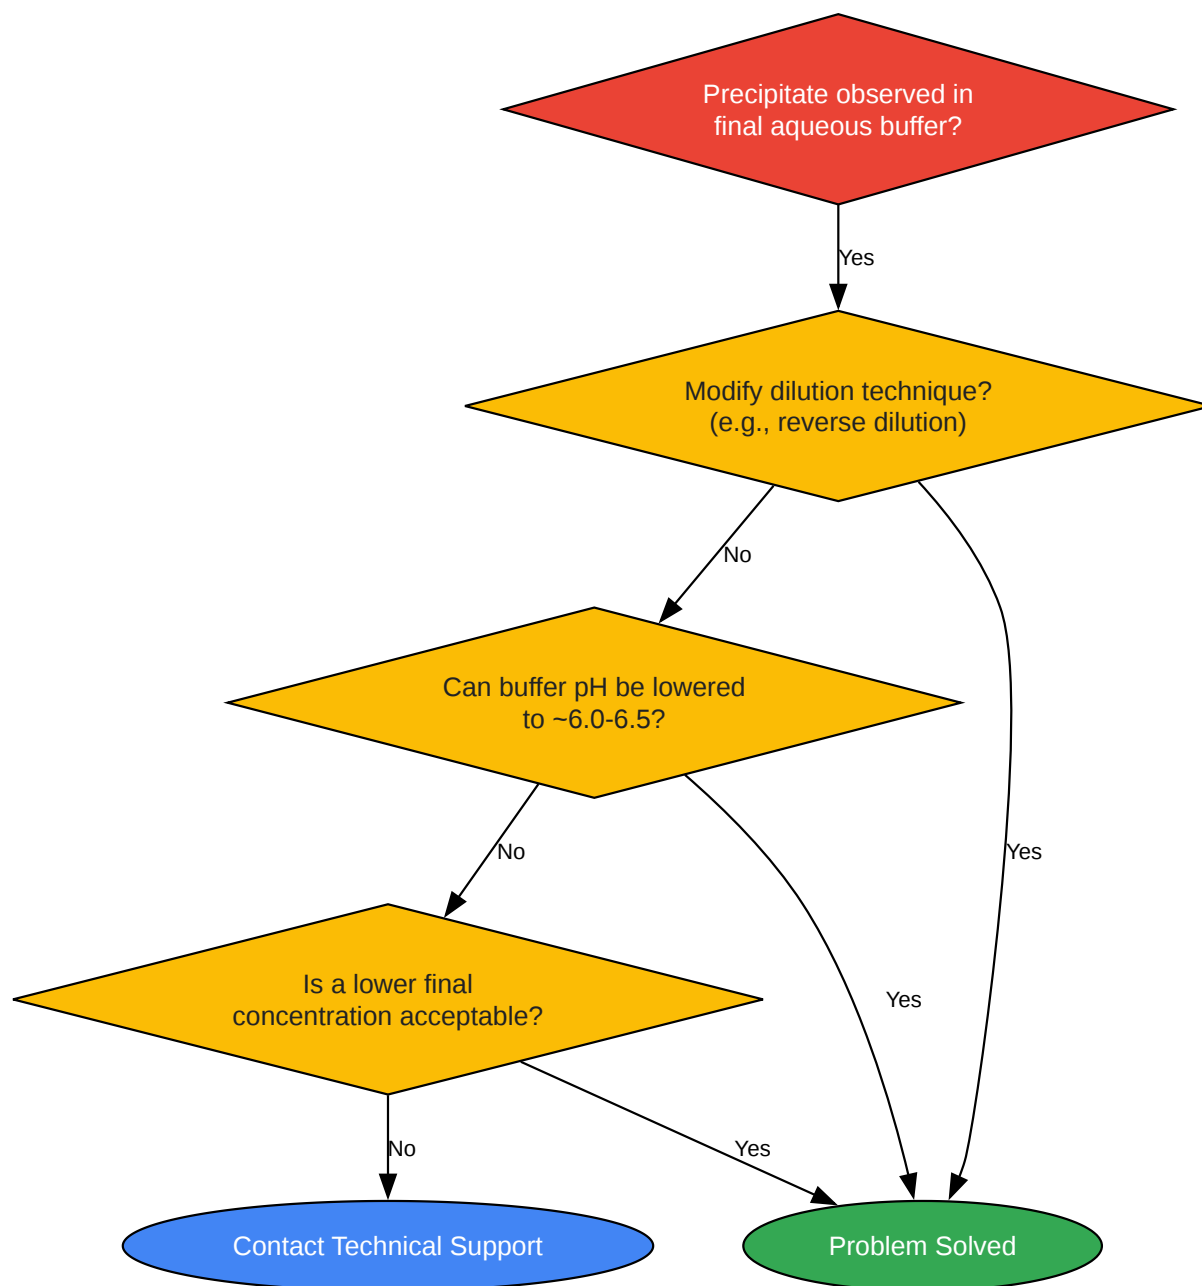 Precipitate observed in
final aqueous buffer?
Yes
Modify dilution technique?
(e.g., reverse dilution)
No
Can buffer pH be lowered
to ~6.0-6.5?
No
Yes
Is a lower final
concentration acceptable?
Yes
No
Yes
Contact Technical Support
Problem Solved